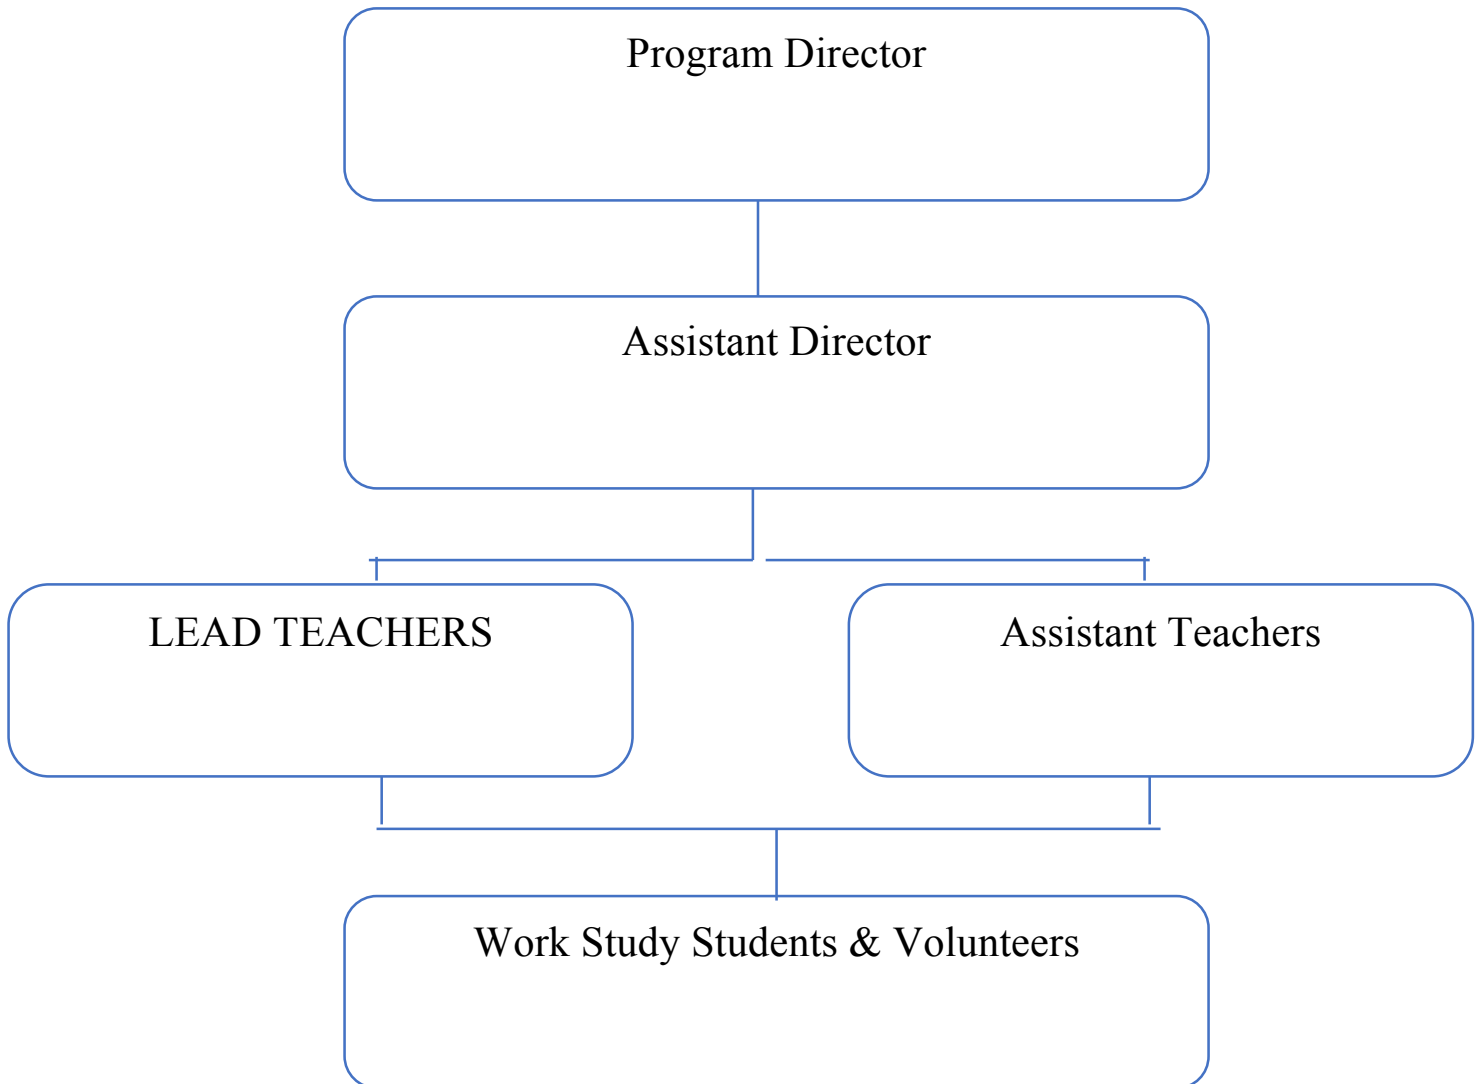 Program Director
Assistant Director
LEAD TEACHERS
Assistant Teachers
Work Study Students & Volunteers